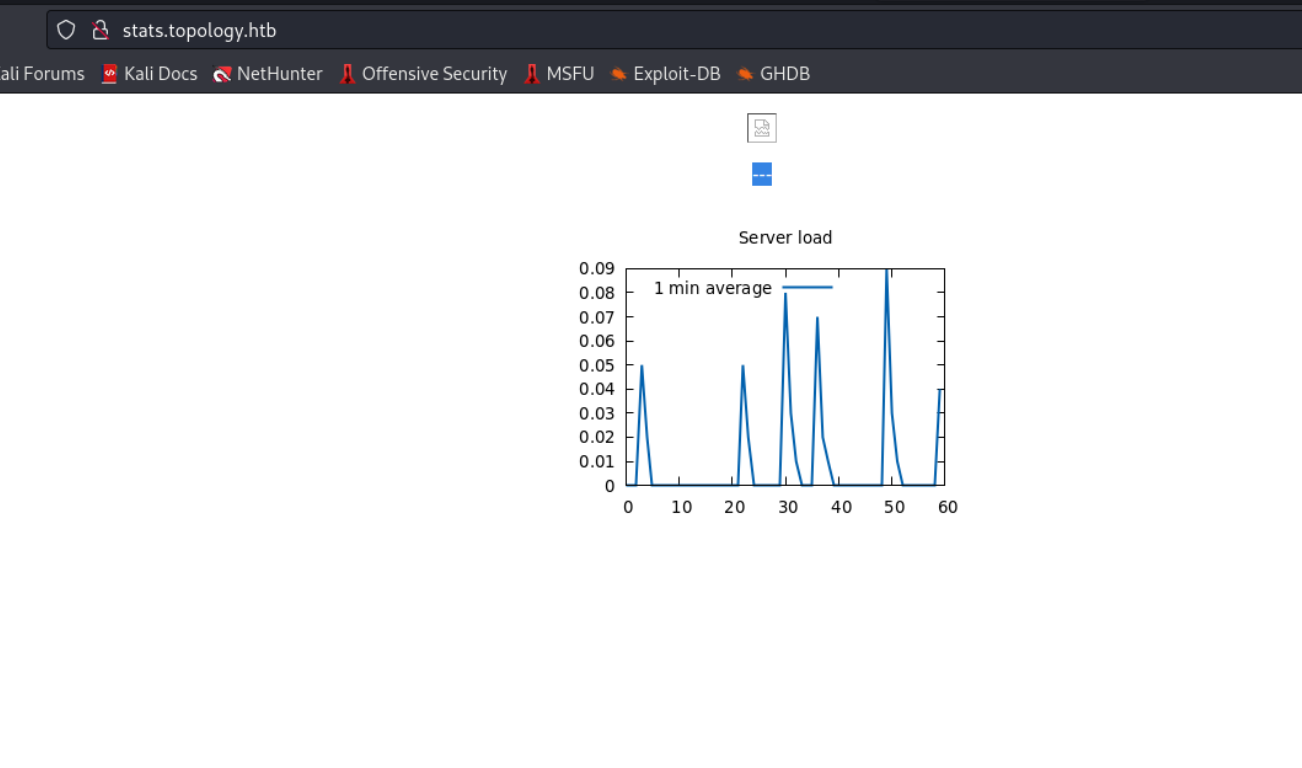 stats.topology.htb
ali Forums Kali Docs NetHunter Offensive Security MSFU Exploit-DB GHDB
---
Server load
0.09
1 min average
0.08
0.07
0.06
0.05
0.04
0.03
0.02
0.01
0
0 10 20 30 40 50 60